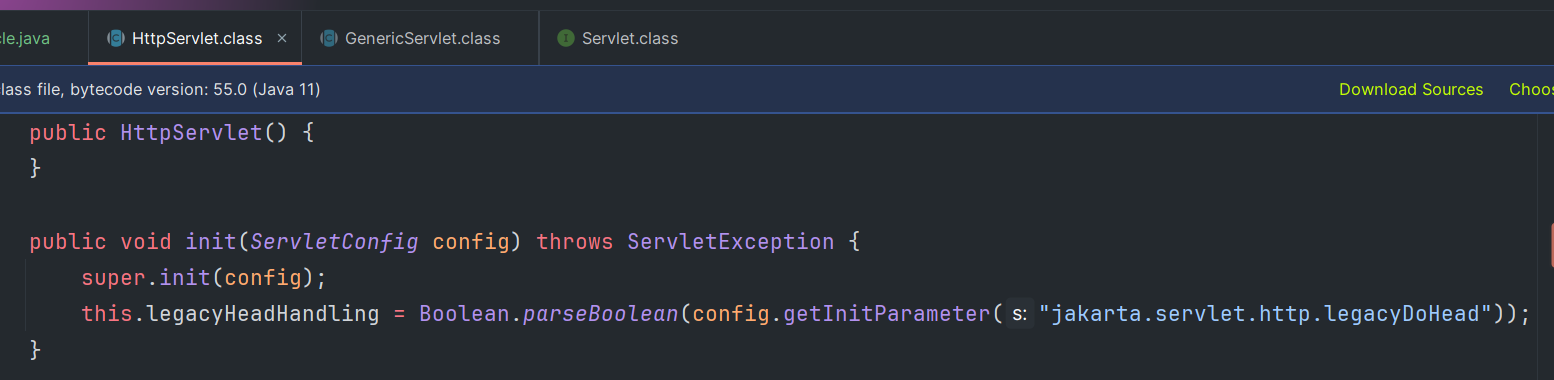 cle.java HttpServlet.class × GenericServlet.class Servlet.class
lass file, bytecode version: 55.0 (Java 11) Download Sources Choos
public HttpServlet() {
}
public void init(ServletConfig config) throws ServletException {
super.init(config);
this.legacyHeadHandling = Boolean.parseBoolean(config.getInitParameter( s: "jakarta.servlet.http.legacyDoHead"));
}